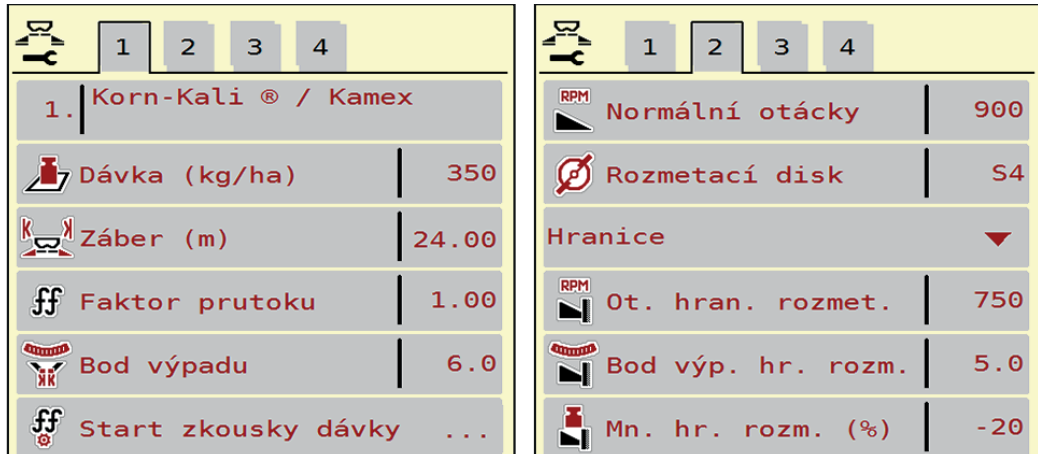 1 2 3 4
1. Korn-Kali ® / Kamex
Dávka (kg/ha) 350
Záber (m) 24.00
Faktor prutoku 1.00
Bod výpadu 6.0
Start zkousky dávky ...
1 2 3 4
RPM Normální otácky 900
Rozmetací disk S4
Hranice
RPM Ot. hran. rozmet. 750
Bod výp. hr. rozm. 5.0
Mn. hr. rozm. (%) -20